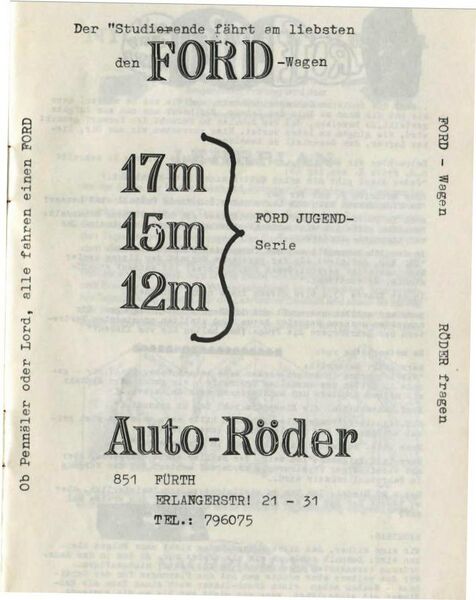 Der "Studierende fährt am liebsten
den FORD-Wagen
17m
15m
12m
FORD JUGEND-
Serie
Ob Pennäler oder Lord, alle fahren einen FORD
FORD - Wagen
RÖDER fragen
Auto-Röder
851 FÜRTH
ERLANGERSTR! 21 - 31
TEL.: 796075